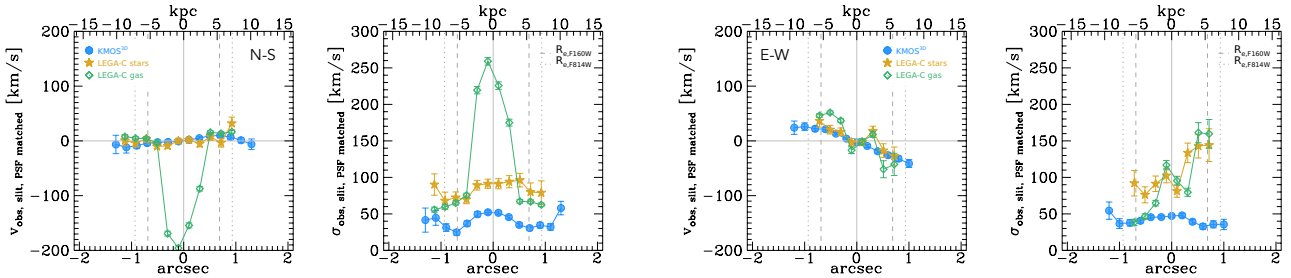 kpc
−15 −10 −5 0 5 10 15
200
100
0
−100
−200
v obs, slit, PSF matched [km/s]
KMOS3D
LEGA-C stars
LEGA-C gas
N-S
−2 −1 0 1 2
arcsec
kpc
−15 −10 −5 0 5 10 15
300
250
200
150
100
50
0
σ obs, slit, PSF matched [km/s]
R e,F160W
R e,F814W
−2 −1 0 1 2
arcsec
kpc
−15 −10 −5 0 5 10 15
200
100
0
−100
−200
v obs, slit, PSF matched [km/s]
E-W
KMOS3D
LEGA-C stars
LEGA-C gas
−2 −1 0 1 2
arcsec
kpc
−15 −10 −5 0 5 10 15
300
250
200
150
100
50
0
σ obs, slit, PSF matched [km/s]
R e,F160W
R e,F814W
−2 −1 0 1 2
arcsec